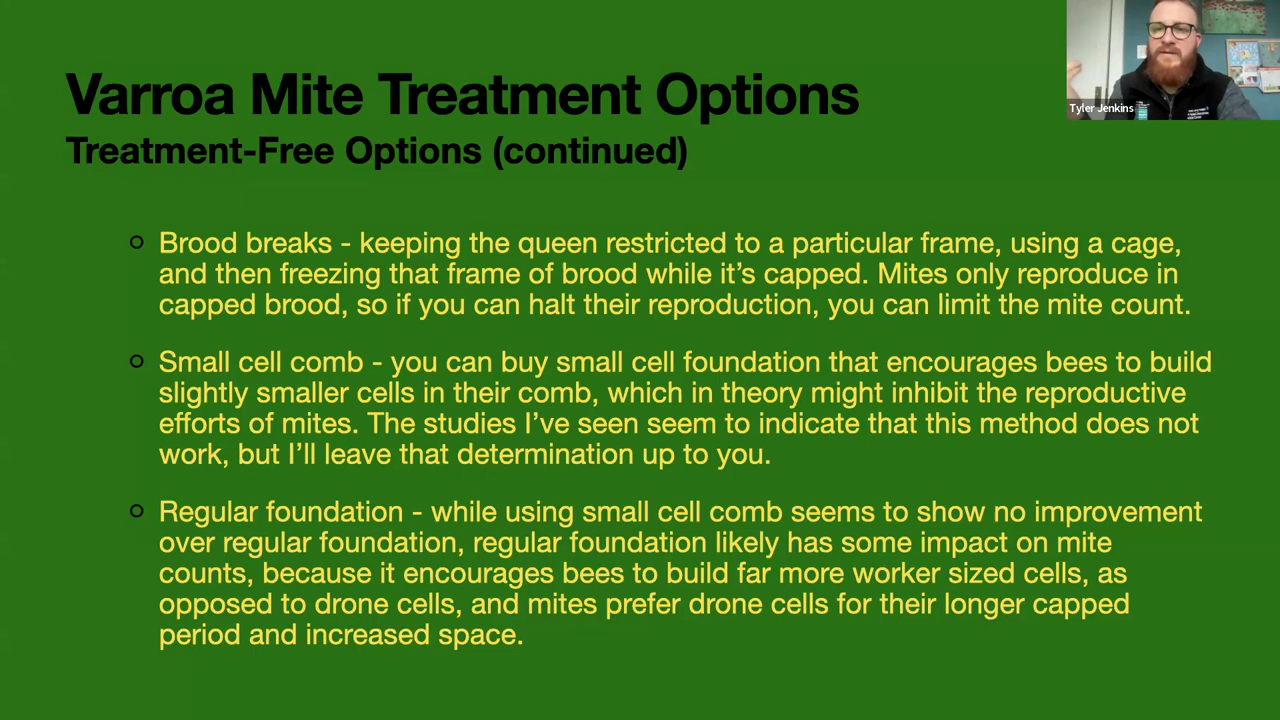 Varroa Mite Treatment Options
Treatment-Free Options (continued)
Tyler Jenkins
Brood breaks - keeping the queen restricted to a particular frame, using a cage,
and then freezing that frame of brood while it’s capped. Mites only reproduce in
capped brood, so if you can halt their reproduction, you can limit the mite count.
Small cell comb - you can buy small cell foundation that encourages bees to build
slightly smaller cells in their comb, which in theory might inhibit the reproductive
efforts of mites. The studies I’ve seen seem to indicate that this method does not
work, but I’ll leave that determination up to you.
Regular foundation - while using small cell comb seems to show no improvement
over regular foundation, regular foundation likely has some impact on mite
counts, because it encourages bees to build far more worker sized cells, as
opposed to drone cells, and mites prefer drone cells for their longer capped
period and increased space.